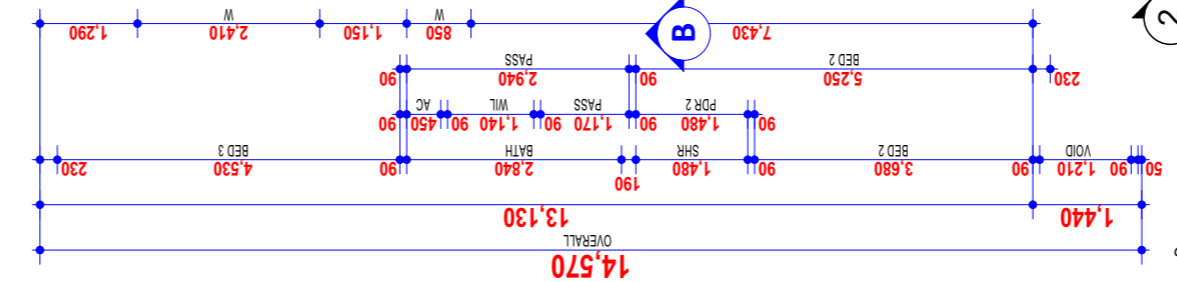 14,570
OVERALL
1,440 13,130
50 90 1,210 90 3,680 90 1,480 190 2,840 90 4,530 230
VOID BED 2 SHR BATH BED 3
90 1,480 90 1,170 90 1,140 90 450 90
PDR 2 PASS WIL AC
230 5,250 90 2,940 90
BED 2 PASS
B
2
7,430 850 1,150 2,410 1,290
W W